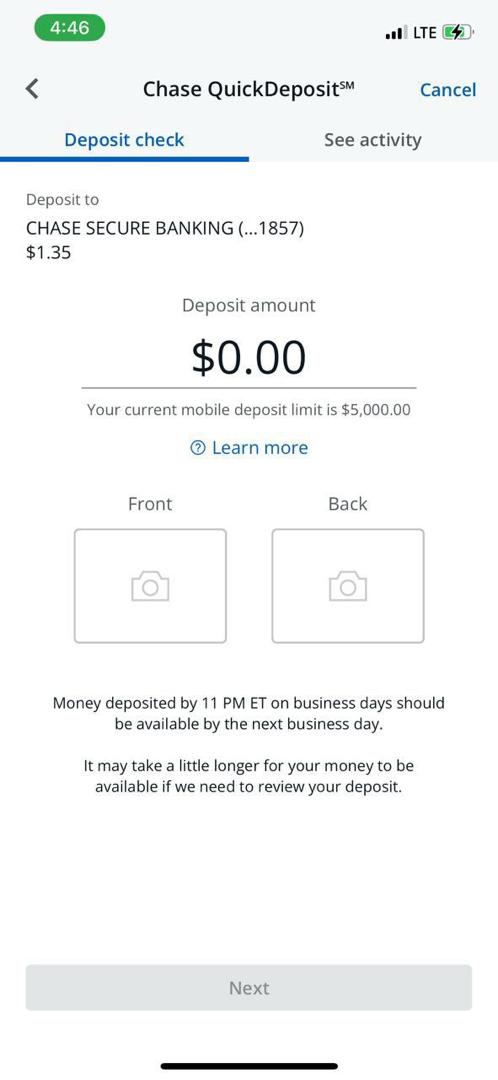 4:46
LTE
Chase QuickDeposit℠
Cancel
Deposit check
See activity
Deposit to
CHASE SECURE BANKING (...1857)
$1.35
Deposit amount
$0.00
Your current mobile deposit limit is $5,000.00
? Learn more
Front
Back
Money deposited by 11 PM ET on business days should
be available by the next business day.
It may take a little longer for your money to be
available if we need to review your deposit.
Next